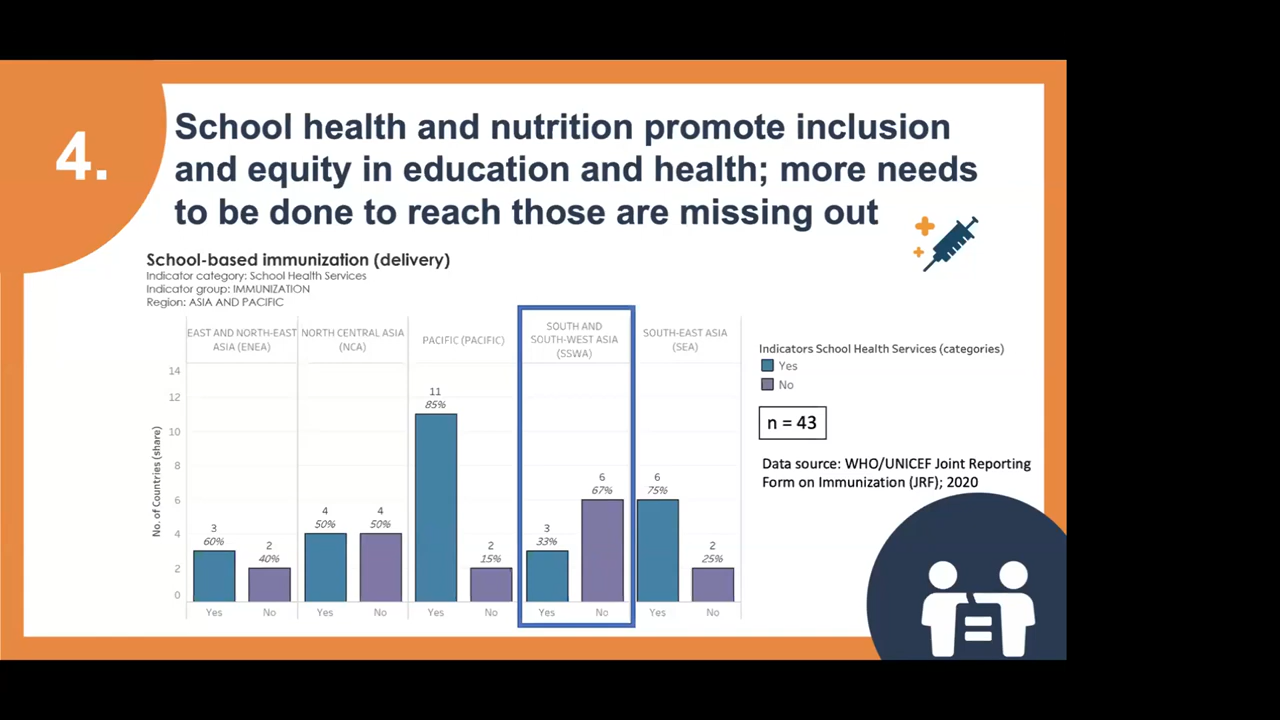 4.
School health and nutrition promote inclusion
and equity in education and health; more needs
to be done to reach those are missing out
School-based immunization (delivery)
Indicator category: School Health Services
Indicator group: IMMUNIZATION
Region: ASIA AND PACIFIC
EAST AND NORTH-EAST
ASIA (ENEA)
NORTH CENTRAL ASIA
(NCA)
PACIFIC (PACIFIC)
SOUTH AND
SOUTH-WEST ASIA
(SSWA)
SOUTH-EAST ASIA
(SEA)
No. of Countries (share)
14
12
10
8
6
4
2
0
3
60%
2
40%
4
50%
4
50%
11
85%
2
15%
3
33%
6
67%
6
75%
2
25%
Yes No Yes No Yes No Yes No Yes No
Indicators School Health Services (categories)
Yes
No
n = 43
Data source: WHO/UNICEF Joint Reporting
Form on Immunization (JRF); 2020